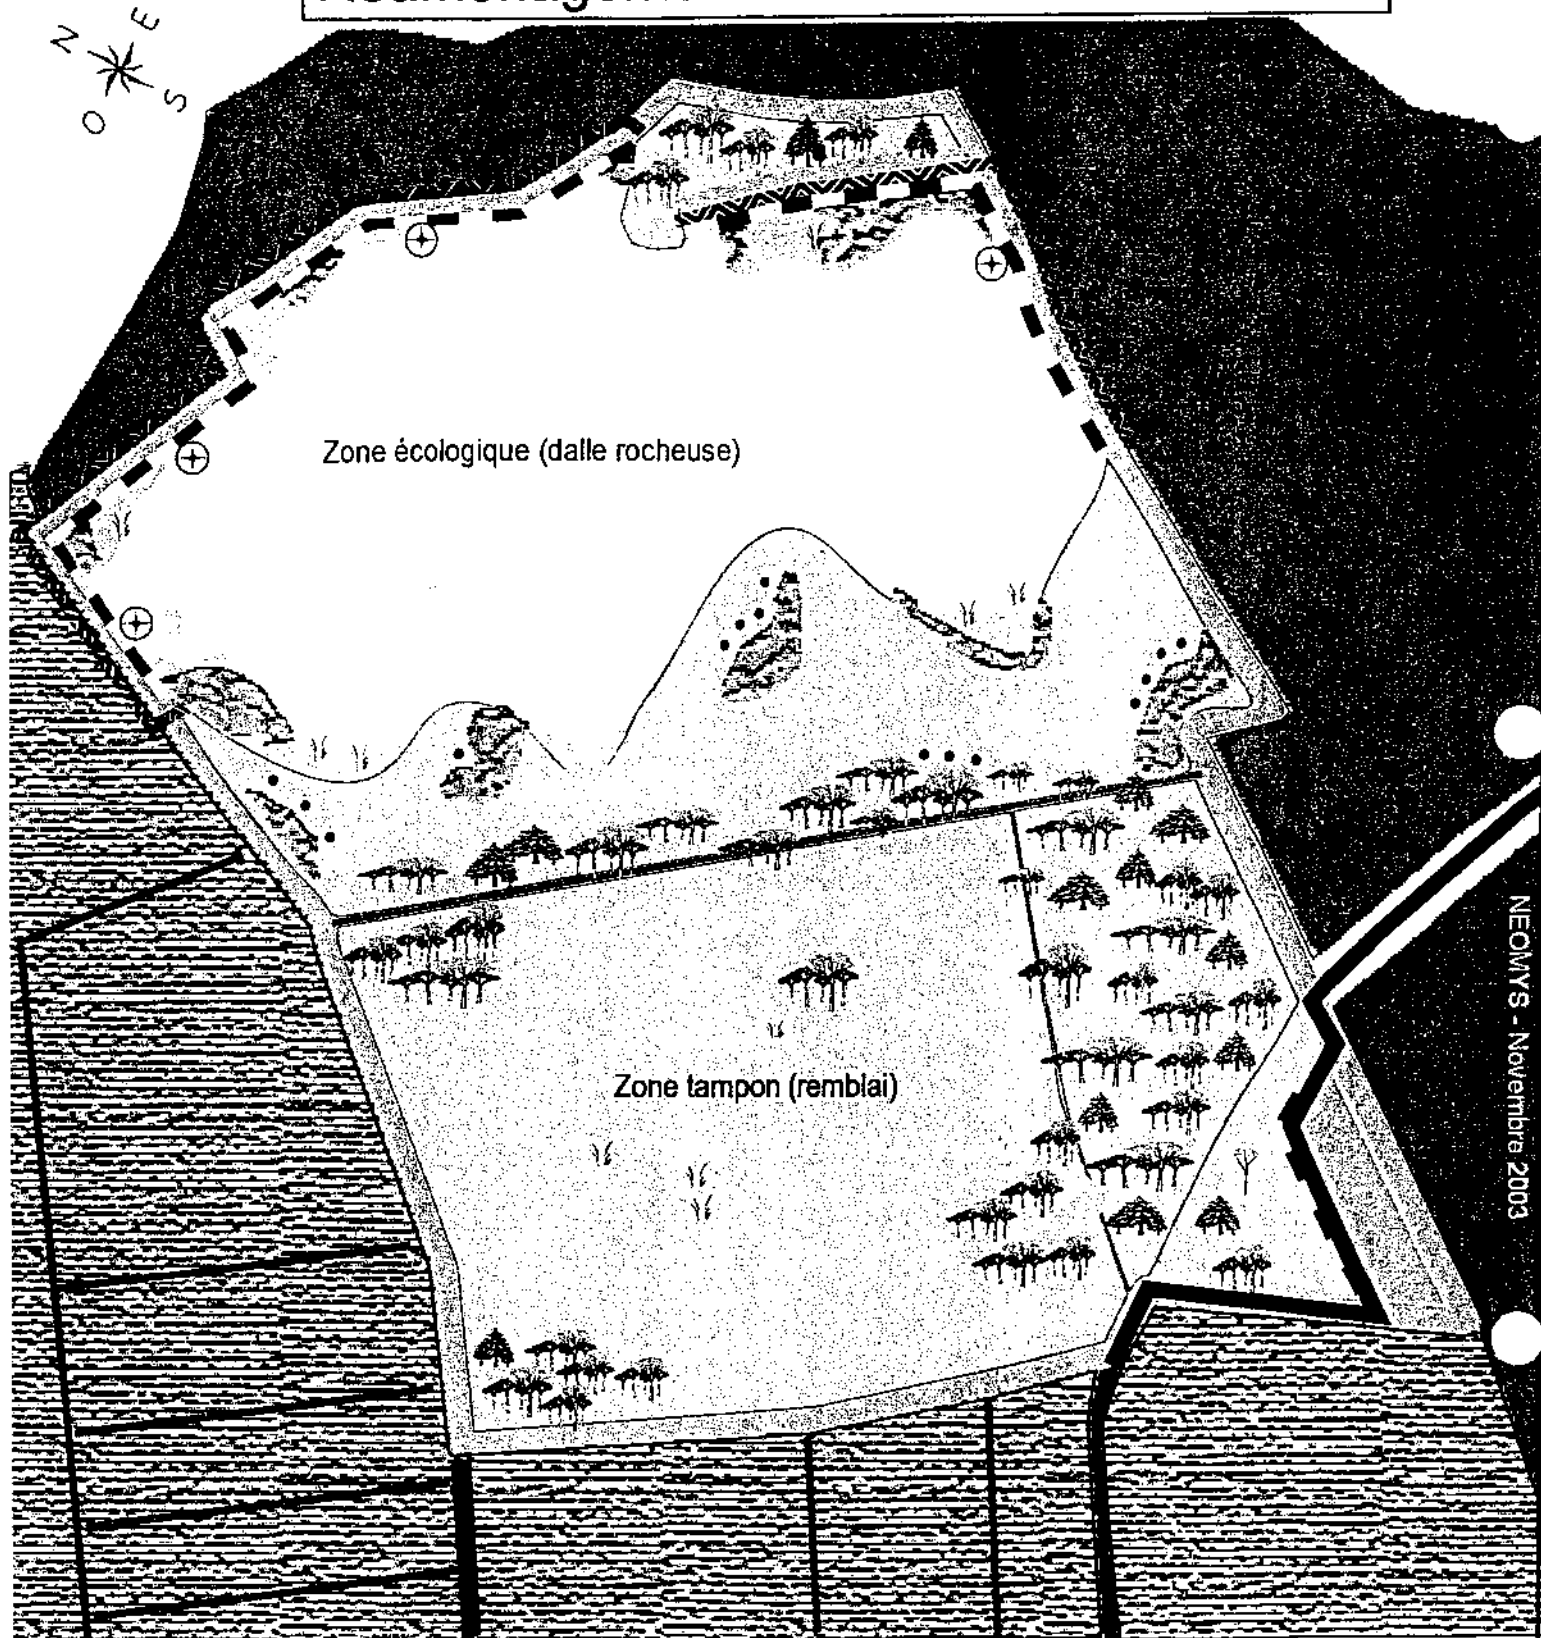 N
E
O
S
Zone écologique (dalle rocheuse)
Zone tampon (remblai)
NEOMYS - Novembre 2003